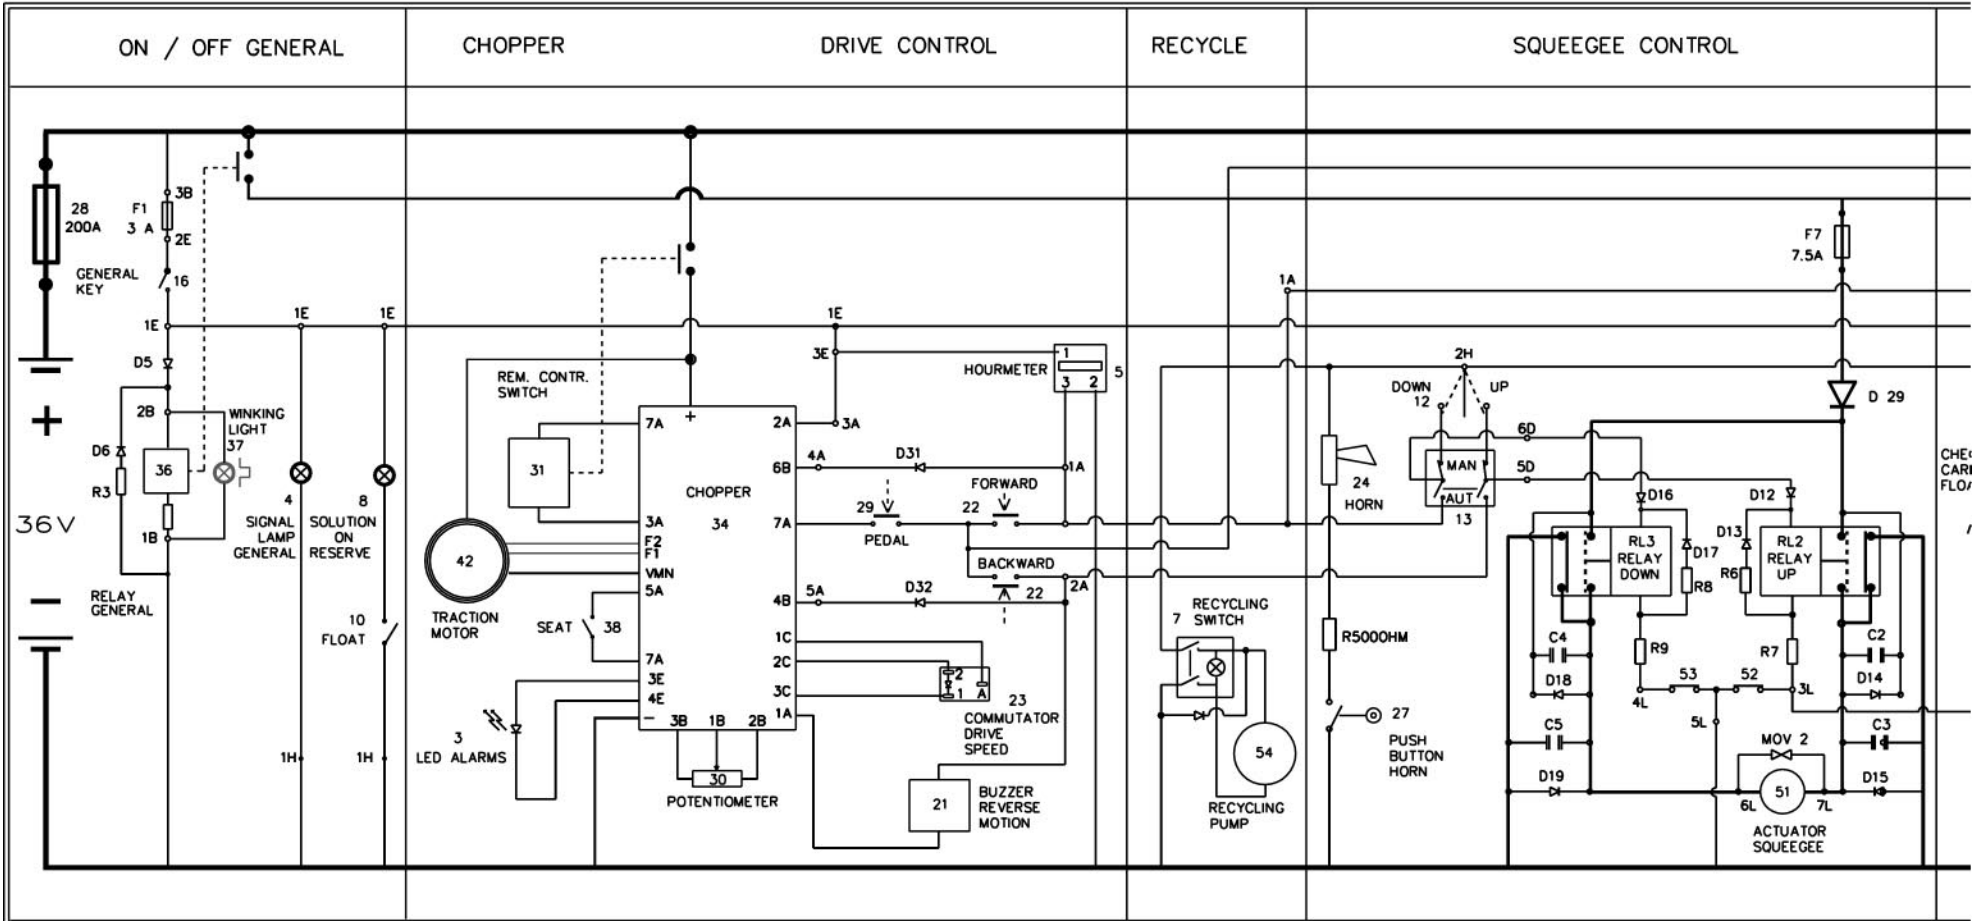 ON / OFF GENERAL
CHOPPER
DRIVE CONTROL
RECYCLE
SQUEEGEE CONTROL
28
200A
F1
3 A
3B
2E
GENERAL
KEY
16
1E
1E
1E
D5
2B
WINKING
LIGHT
37
D6
R3
36
1B
36V
+
−
RELAY
GENERAL
4
SIGNAL
LAMP
GENERAL
8
SOLUTION
ON
RESERVE
10
FLOAT
1H
1H
REM. CONTR.
SWITCH
31
42
TRACTION
MOTOR
SEAT
38
3
LED ALARMS
+
7A
3A
F2
F1
VMN
5A
7A
3E
4E
−
3B
1B
2B
CHOPPER
34
2A
6B
7A
4B
1C
2C
3C
1A
30
POTENTIOMETER
1E
3E
3A
HOURMETER
1
3
2
5
4A
D31
1A
FORWARD
29
22
PEDAL
BACKWARD
5A
D32
22
2A
2
1
A
23
COMMUTATOR
DRIVE
SPEED
21
BUZZER
REVERSE
MOTION
1A
7
RECYCLING
SWITCH
54
RECYCLING
PUMP
24
HORN
R5000HM
27
PUSH
BUTTON
HORN
2H
DOWN
12
UP
MAN
AUT
13
6D
5D
D16
D12
F7
7.5A
D 29
RL3
RELAY
DOWN
D17
R8
D13
R6
RL2
RELAY
UP
C4
D18
C5
D19
R9
4L
53
52
5L
R7
3L
C2
D14
C3
D15
MOV 2
51
6L
7L
ACTUATOR
SQUEEGEE